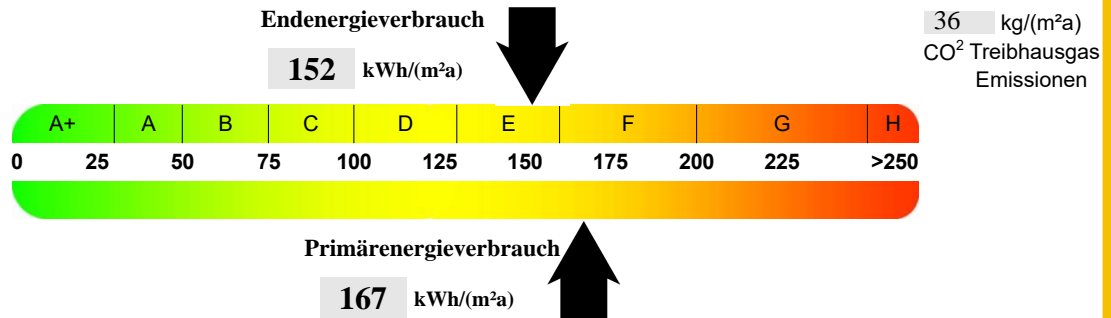 Endenergieverbrauch
152 kWh/(m²a)
36 kg/(m²a)
CO² Treibhausgas
Emissionen
A+ A B C D E F G H
0 25 50 75 100 125 150 175 200 225 >250
Primärenergieverbrauch
167 kWh/(m²a)